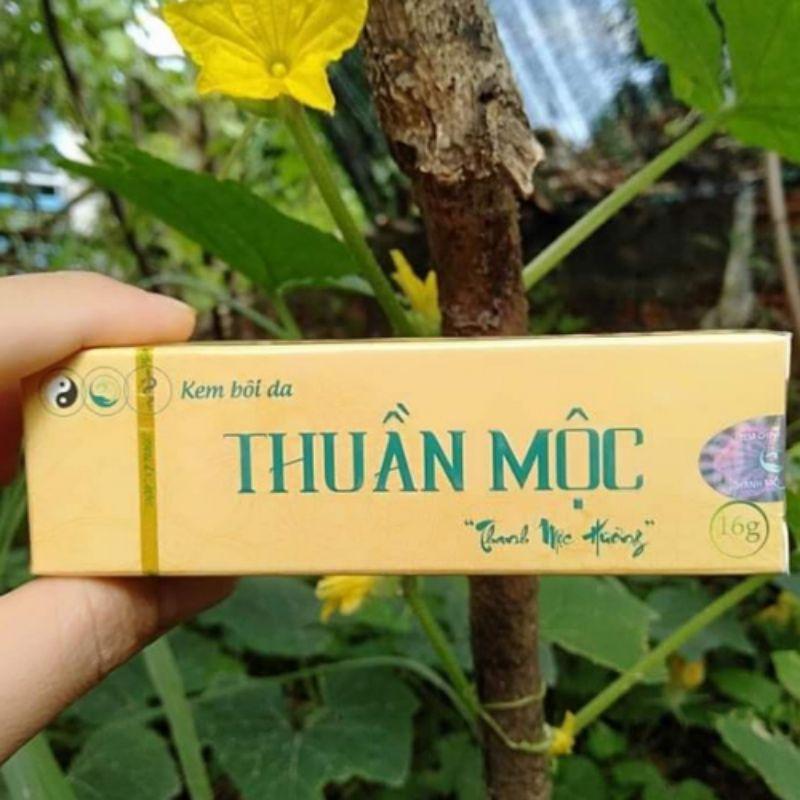 Kem bôi da
THUẦN MỘC
"Thanh Mộc Hương"
16g